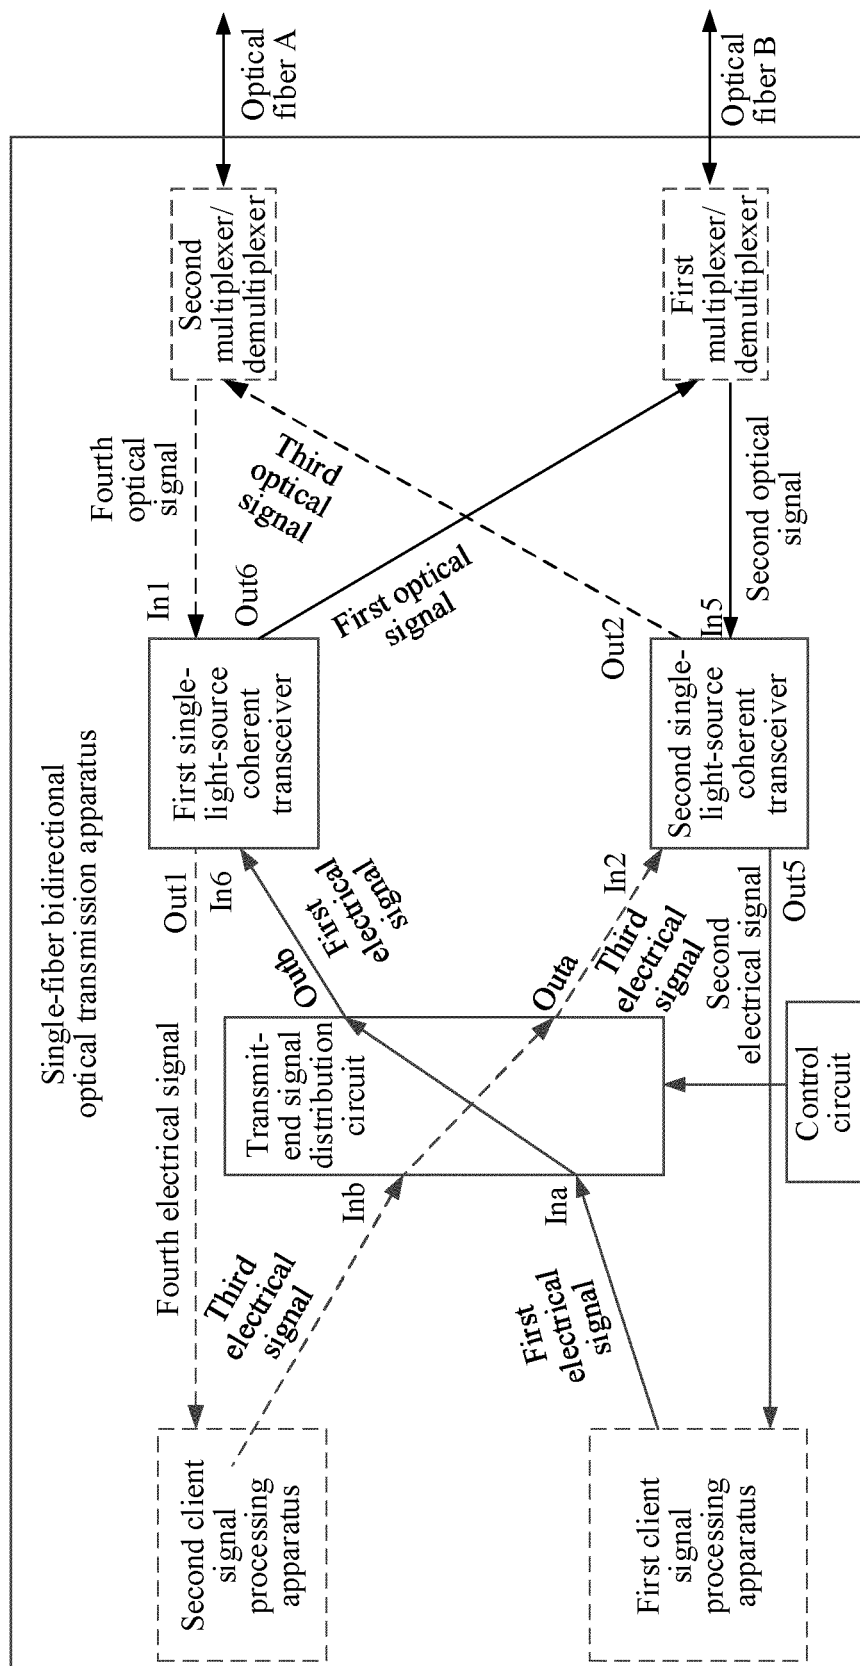 Single-fiber bidirectional
optical transmission apparatus
Second client
signal
processing
apparatus
Fourth electrical signal
Third
electrical
signal
Inb
Transmit-
end signal
distribution
circuit
Outb
First
electrical
signal
Out1
In6
First single-
light-source
coherent
transceiver
In1
Out6
Fourth
optical
signal
Third
optical
signal
Second
multiplexer/
demultiplexer
Optical
fiber A
First client
signal
processing
apparatus
First
electrical
signal
Ina
Outa
Third
electrical
signal
In2
Second
electrical signal
Out5
Control
circuit
Second single-
light-source
coherent
transceiver
Out2
In5
First optical
signal
Second optical
signal
First
multiplexer/
demultiplexer
Optical
fiber B